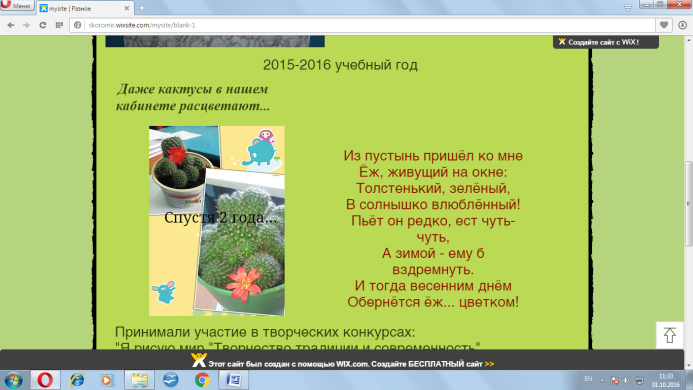 Меню
mysite | Разное
skoromir.wixsite.com/mysite/blank-1
Создайте сайт с WiX!
2015-2016 учебный год
Даже кактусы в нашем
кабинете расцветают...
Спустя 2 года...
Из пустынь пришёл ко мне
Ёж, живущий на окне:
Толстенький, зелёный,
В солнышко влюблённый!
Пьёт он редко, ест чуть-
чуть,
А зимой - ему б
вздремнуть.
И тогда весенним днём
Обернётся ёж... цветком!
Принимали участие в творческих конкурсах:
"Я рисую мир "Творчество традиции и современность"
Этот сайт был создан с помощью WIX.com. Создайте БЕСПЛАТНЫЙ сайт >>
EN
11:33
01.10.2016